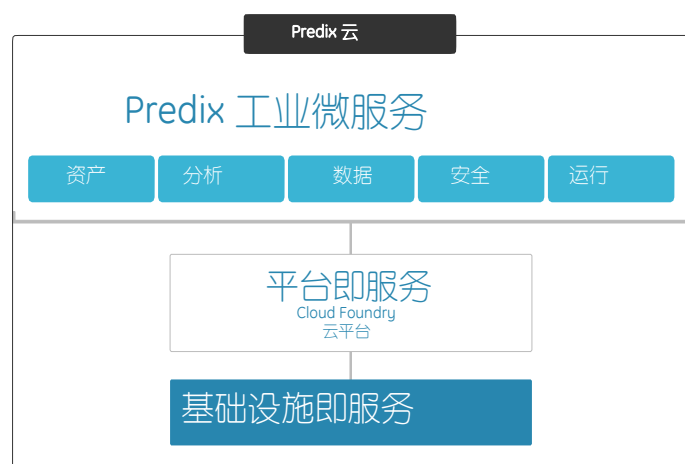 Predix 云
Predix 工业微服务
资产 分析 数据 安全 运行
平台即服务
Cloud Foundry
云平台
基础设施即服务